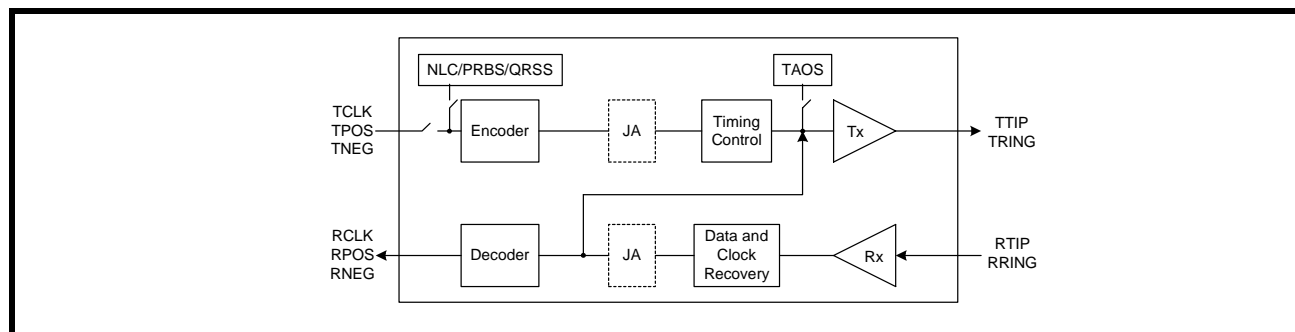 NLC/PRBS/QRSS
TAOS
TCLK
TPOS
TNEG
Encoder
JA
Timing
Control
Tx
TTIP
TRING
RCLK
RPOS
RNEG
Decoder
JA
Data and
Clock
Recovery
Rx
RTIP
RRING